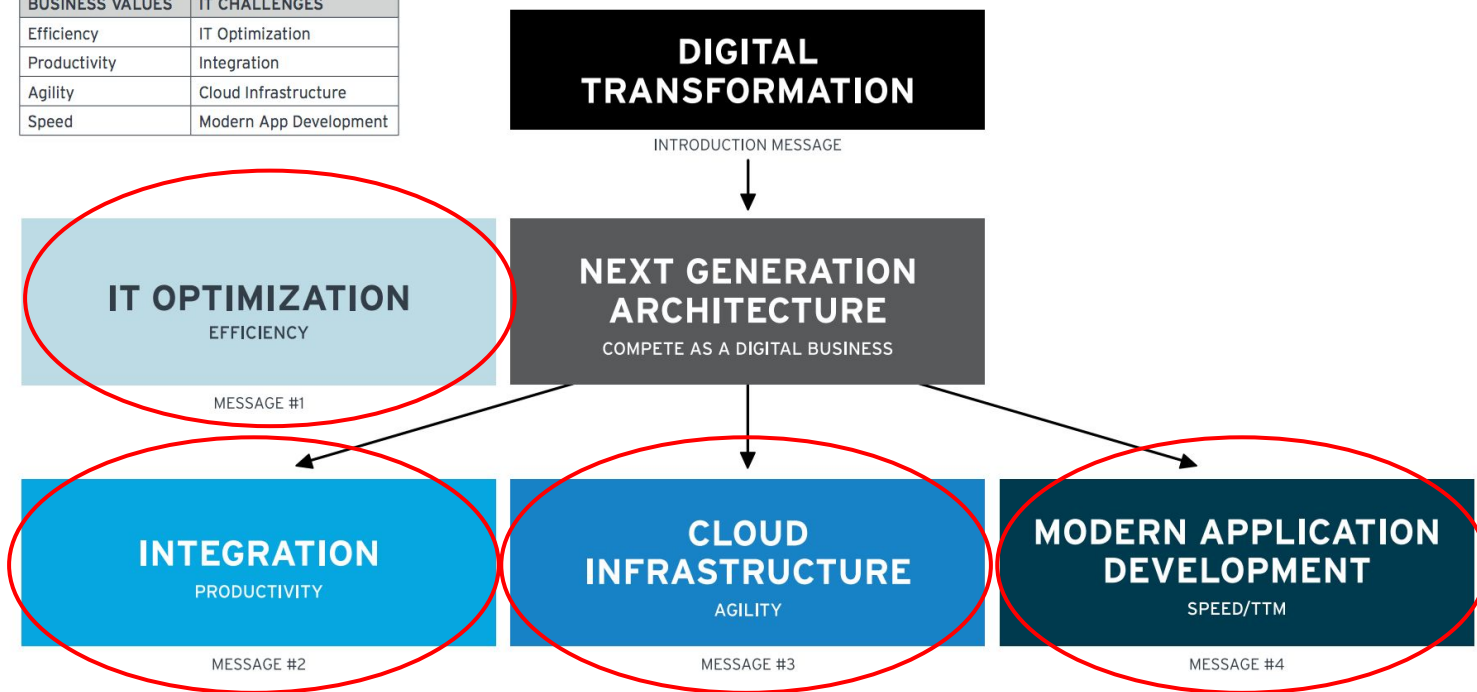 BUSINESS VALUES IT CHALLENGES
Efficiency IT Optimization
Productivity Integration
Agility Cloud Infrastructure
Speed Modern App Development
DIGITAL
TRANSFORMATION
INTRODUCTION MESSAGE
IT OPTIMIZATION
EFFICIENCY
MESSAGE #1
NEXT GENERATION
ARCHITECTURE
COMPETE AS A DIGITAL BUSINESS
INTEGRATION
PRODUCTIVITY
MESSAGE #2
CLOUD
INFRASTRUCTURE
AGILITY
MESSAGE #3
MODERN APPLICATION
DEVELOPMENT
SPEED/TTM
MESSAGE #4